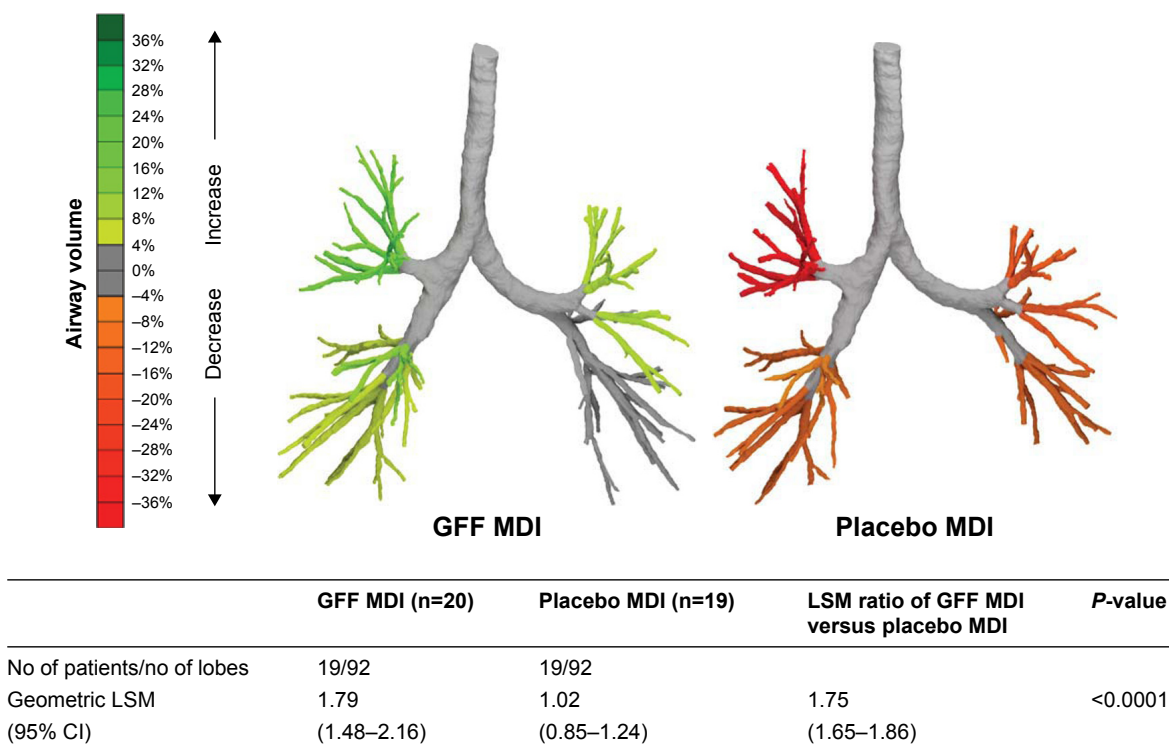 Airway volume
36%
32%
28%
24%
20%
16%
12%
8%
4%
0%
–4%
–8%
–12%
–16%
–20%
–24%
–28%
–32%
–36%
Increase
Decrease
GFF MDI
Placebo MDI
GFF MDI (n=20) Placebo MDI (n=19) LSM ratio of GFF MDI P-value
versus placebo MDI
No of patients/no of lobes 19/92 19/92
Geometric LSM 1.79 1.02 1.75 <0.0001
(95% CI) (1.48–2.16) (0.85–1.24) (1.65–1.86)